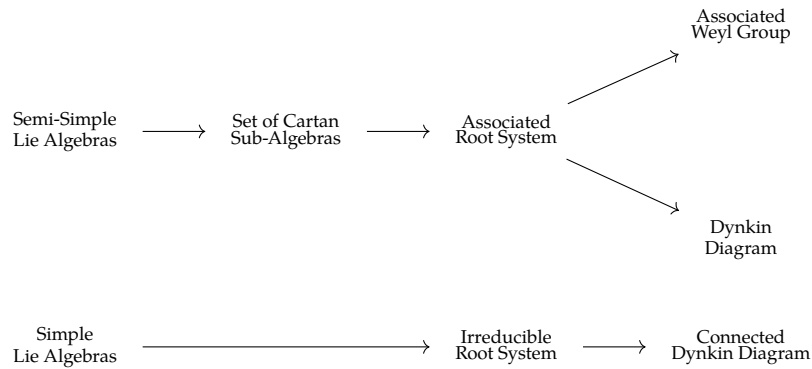 Associated
Weyl Group
Semi-Simple
Lie Algebras
Set of Cartan
Sub-Algebras
Associated
Root System
Dynkin
Diagram
Simple
Lie Algebras
Irreducible
Root System
Connected
Dynkin Diagram